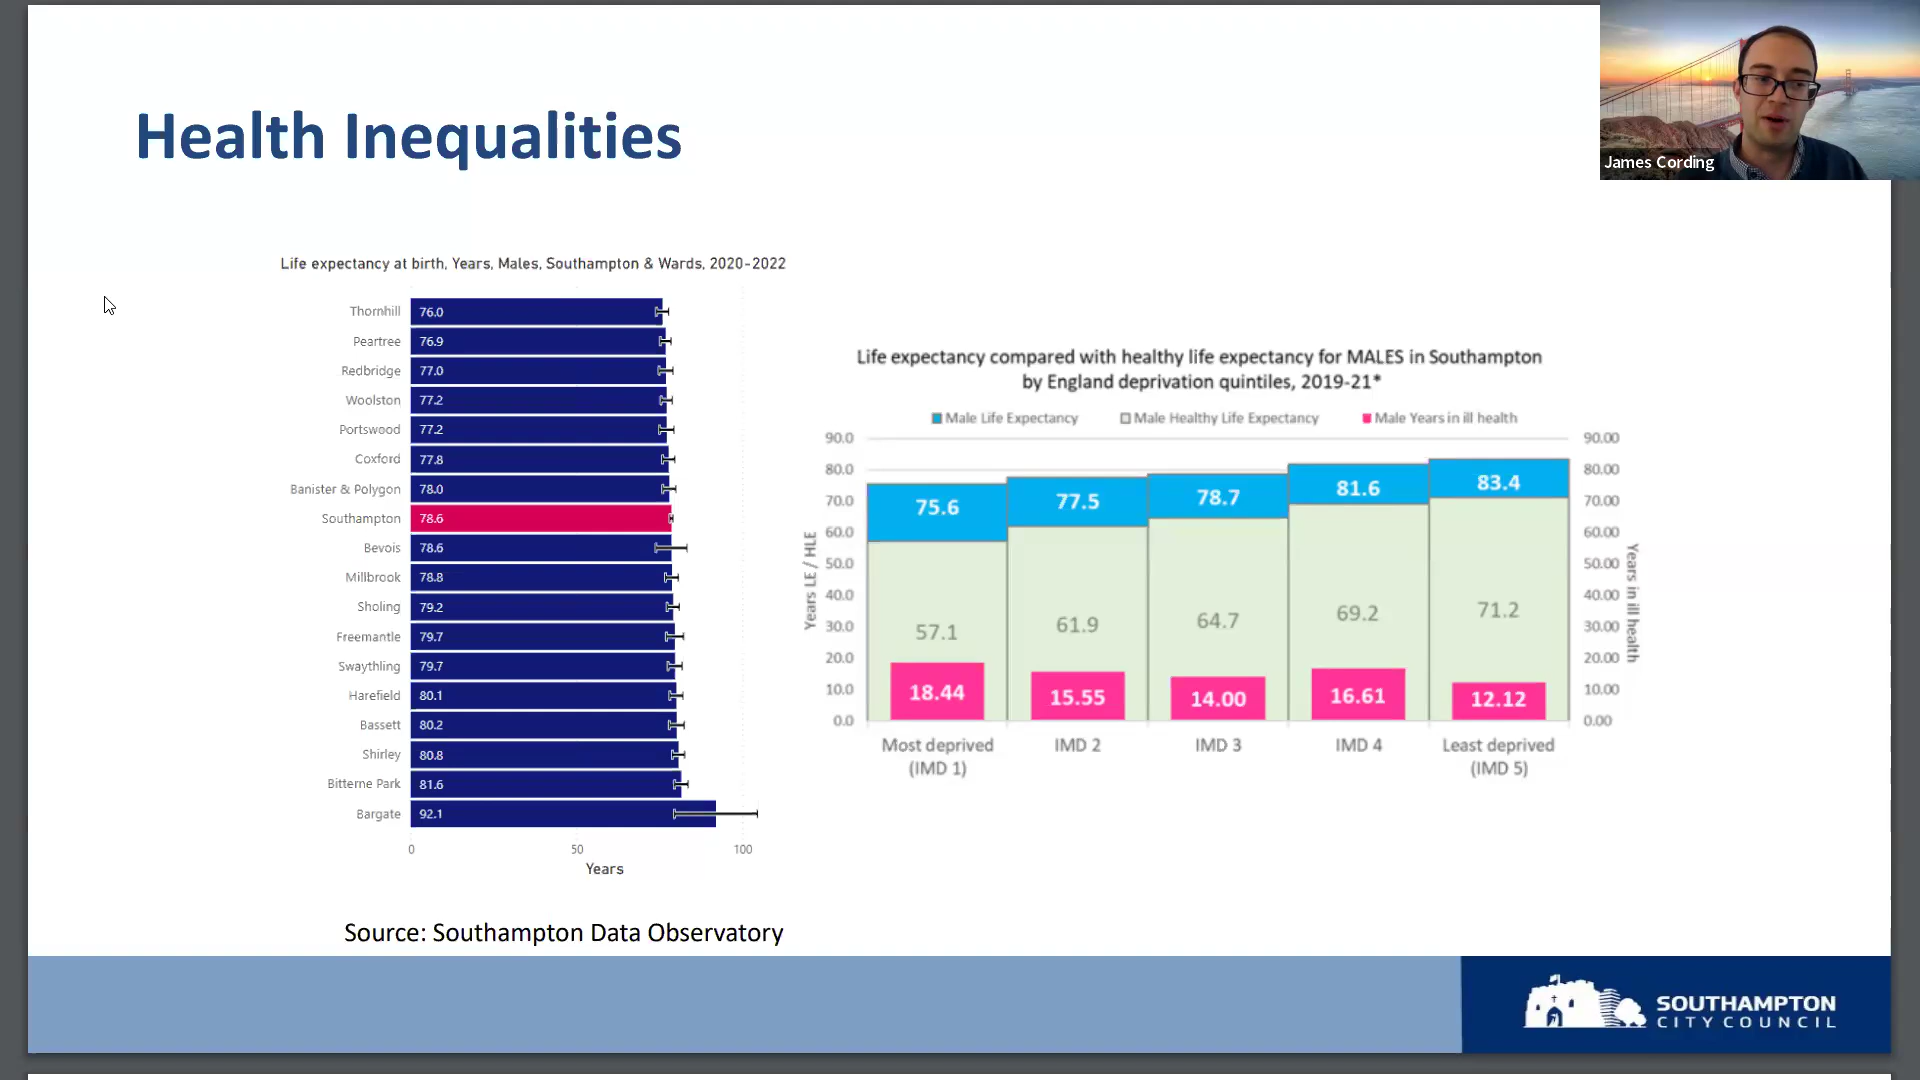 Health Inequalities
James Cording
Life expectancy at birth, Years, Males, Southampton & Wards, 2020-2022
Thornhill 76.0
Peartree 76.9
Redbridge 77.0
Woolston 77.2
Portswood 77.2
Coxford 77.8
Banister & Polygon 78.0
Southampton 78.6
Bevois 78.6
Millbrook 78.8
Sholing 79.2
Freemantle 79.7
Swaythling 79.7
Harefield 80.1
Bassett 80.2
Shirley 80.8
Bitterne Park 81.6
Bargate 92.1
0 50 100
Years
Life expectancy compared with healthy life expectancy for MALES in Southampton
by England deprivation quintiles, 2019-21*
Male Life Expectancy Male Healthy Life Expectancy Male Years in ill health
90.0 90.00
80.0 80.00
70.0 70.00
60.0 60.00
50.0 50.00
40.0 40.00
30.0 30.00
20.0 20.00
10.0 10.00
0.0 0.00
Years LE / HLE
Years in ill health
75.6 77.5 78.7 81.6 83.4
57.1 61.9 64.7 69.2 71.2
18.44 15.55 14.00 16.61 12.12
Most deprived IMD 2 IMD 3 IMD 4 Least deprived
(IMD 1) (IMD 5)
Source: Southampton Data Observatory
SOUTHAMPTON
CITY COUNCIL